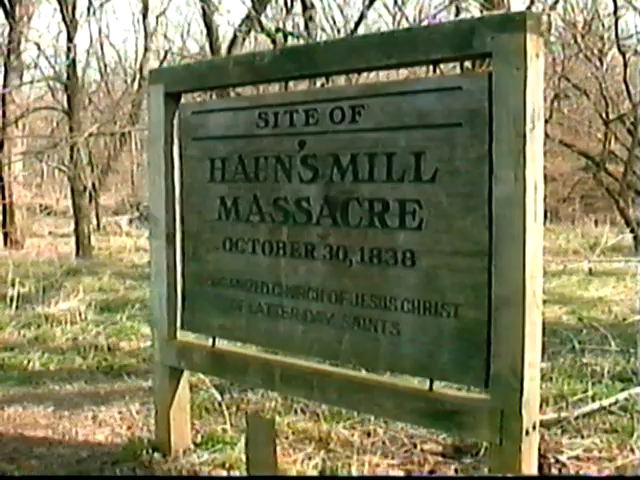 SITE OF
HAUN'S MILL
MASSACRE
OCTOBER 30, 1838
CHURCH OF JESUS CHRIST
OF LATTER DAY SAINTS